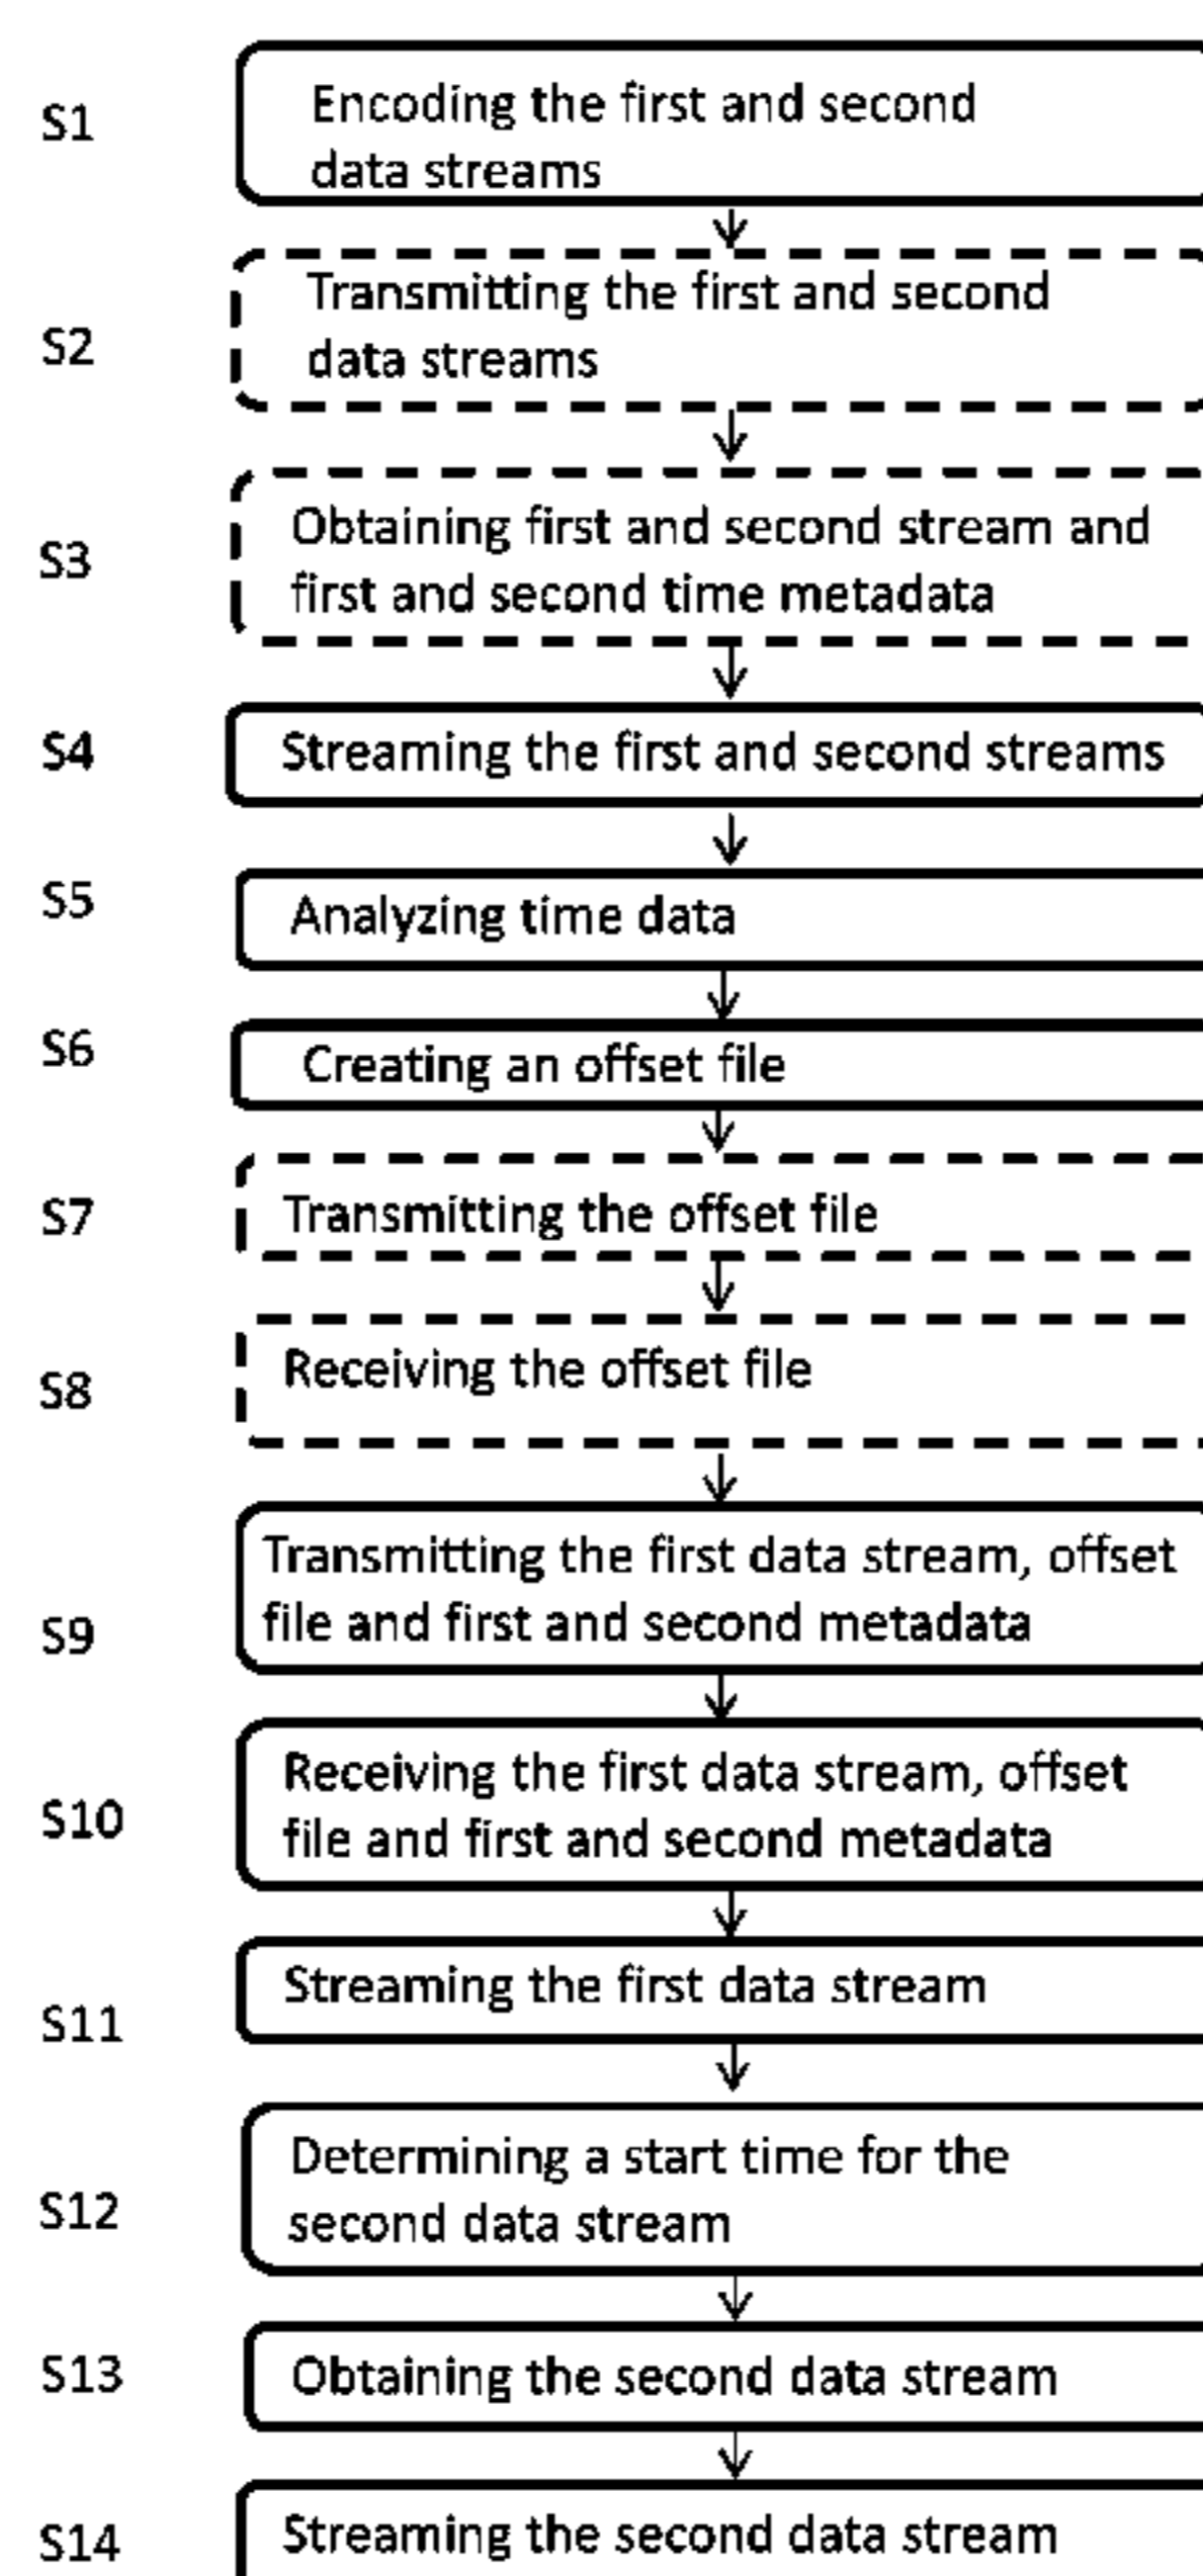 S1
Encoding the first and second
data streams
S2
Transmitting the first and second
data streams
S3
Obtaining first and second stream and
first and second time metadata
S4
Streaming the first and second streams
S5
Analyzing time data
S6
Creating an offset file
S7
Transmitting the offset file
S8
Receiving the offset file
S9
Transmitting the first data stream, offset
file and first and second metadata
S10
Receiving the first data stream, offset
file and first and second metadata
S11
Streaming the first data stream
S12
Determining a start time for the
second data stream
S13
Obtaining the second data stream
S14
Streaming the second data stream